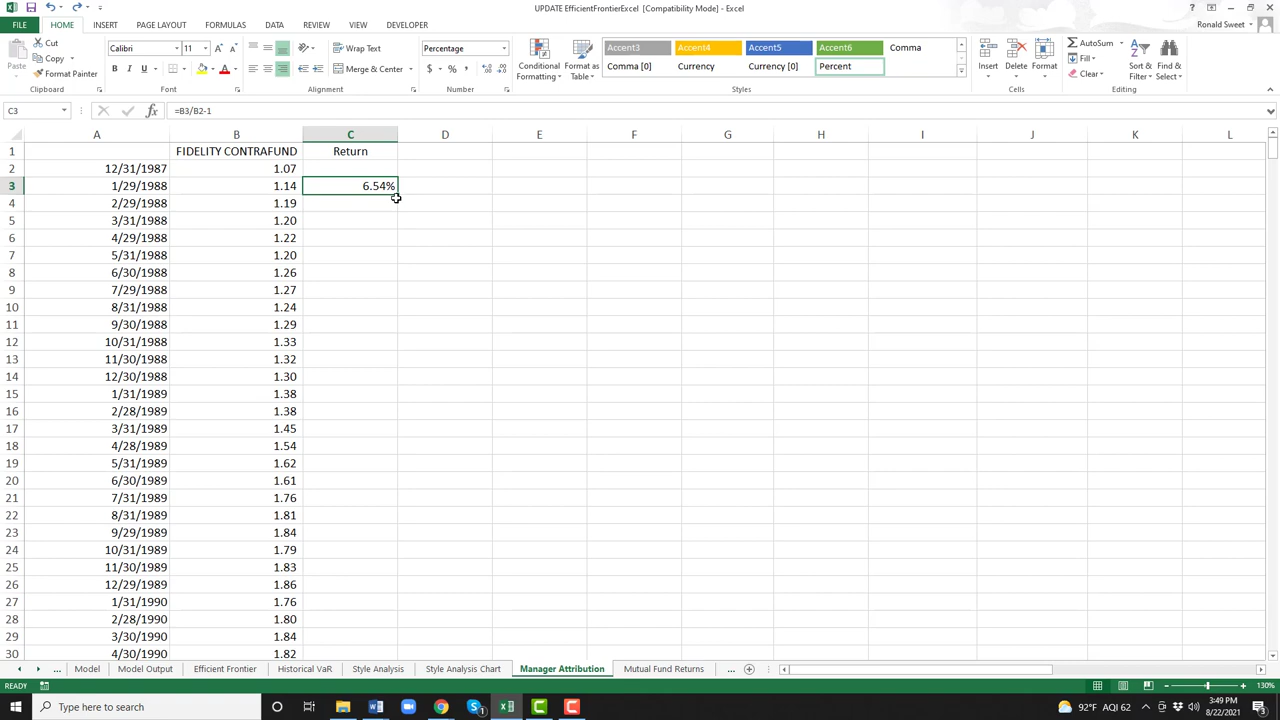 UPDATE EfficientFrontierExcel [Compatibility Mode] - Excel
FILE HOME INSERT PAGE LAYOUT FORMULAS DATA REVIEW VIEW DEVELOPER Ronald Sweet
Paste Cut Copy Format Painter Clipboard
Calibri 11 U A Font
Wrap Text Merge & Center Alignment
Percentage $ % , Number
Conditional Formatting Format as Table
Accent3 Accent4 Accent5 Accent6 Comma
Comma [0] Currency Currency [0] Percent
Styles
Insert Delete Format Cells
AutoSum Fill Clear Sort & Filter Find & Select Editing
C3 fx =B3/B2-1
A B C D E F G H I J K L
1 FIDELITY CONTRAFUND Return
2 12/31/1987 1.07
3 1/29/1988 1.14 6.54%
4 2/29/1988 1.19
5 3/31/1988 1.20
6 4/29/1988 1.22
7 5/31/1988 1.20
8 6/30/1988 1.26
9 7/29/1988 1.27
10 8/31/1988 1.24
11 9/30/1988 1.29
12 10/31/1988 1.33
13 11/30/1988 1.32
14 12/30/1988 1.30
15 1/31/1989 1.38
16 2/28/1989 1.38
17 3/31/1989 1.45
18 4/28/1989 1.54
19 5/31/1989 1.62
20 6/30/1989 1.61
21 7/31/1989 1.76
22 8/31/1989 1.81
23 9/29/1989 1.84
24 10/31/1989 1.79
25 11/30/1989 1.83
26 12/29/1989 1.86
27 1/31/1990 1.76
28 2/28/1990 1.80
29 3/30/1990 1.84
30 4/30/1990 1.82
... Model Model Output Efficient Frontier Historical VaR Style Analysis Style Analysis Chart Manager Attribution Mutual Fund Returns ...
READY 130%
Type here to search 92°F AQI 62 3:49 PM
8/22/2021